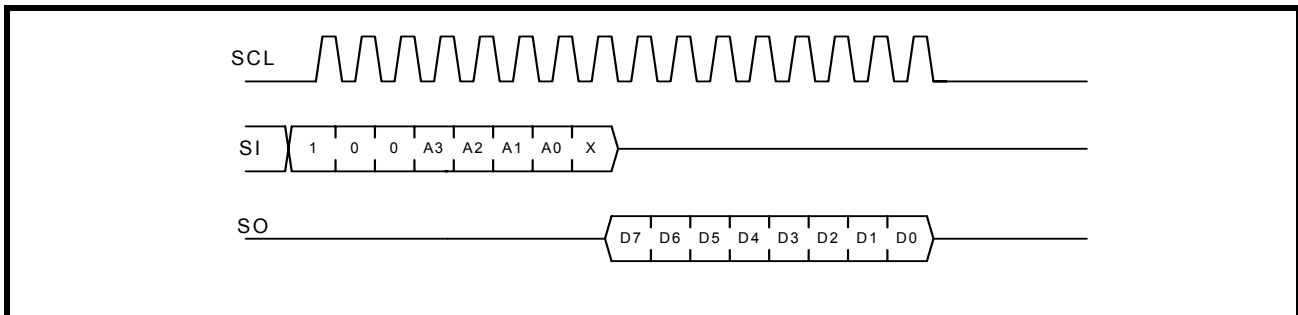 SCL
SI 1 0 0 A3 A2 A1 A0 X
SO D7 D6 D5 D4 D3 D2 D1 D0